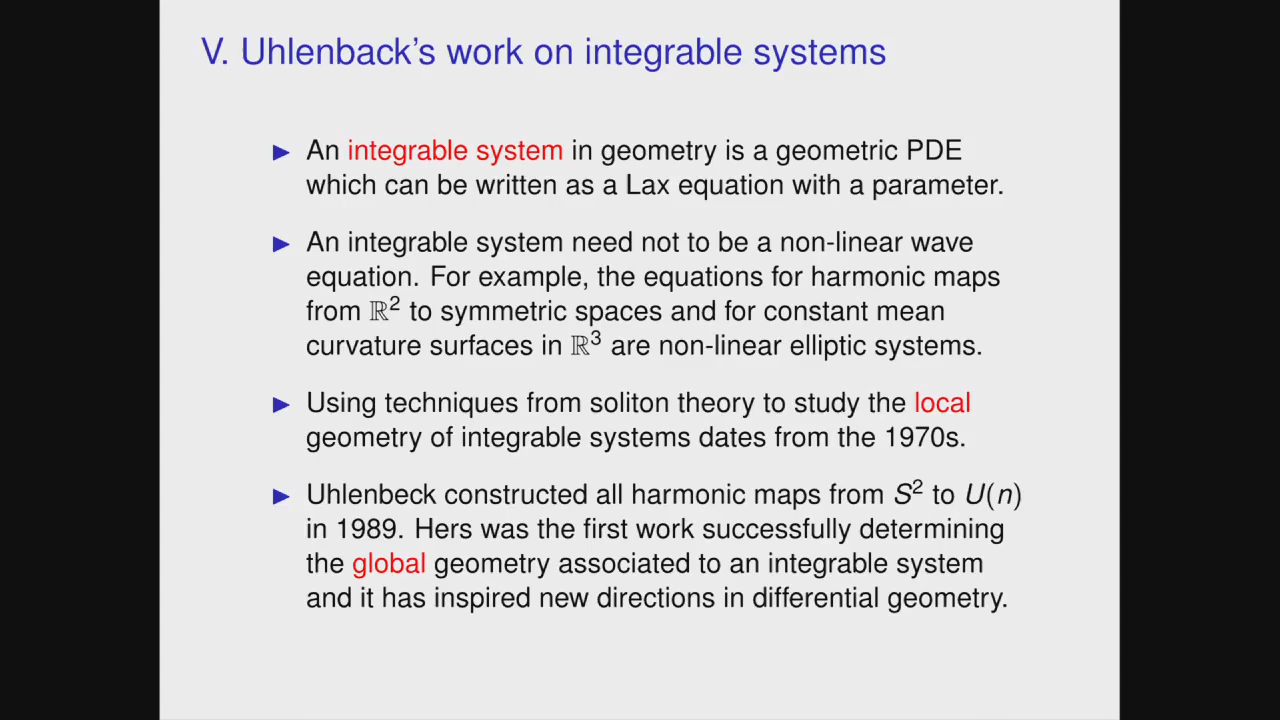 V. Uhlenback's work on integrable systems
▶ An integrable system in geometry is a geometric PDE
which can be written as a Lax equation with a parameter.
▶ An integrable system need not to be a non-linear wave
equation. For example, the equations for harmonic maps
from ℝ² to symmetric spaces and for constant mean
curvature surfaces in ℝ³ are non-linear elliptic systems.
▶ Using techniques from soliton theory to study the local
geometry of integrable systems dates from the 1970s.
▶ Uhlenbeck constructed all harmonic maps from S² to U(n)
in 1989. Hers was the first work successfully determining
the global geometry associated to an integrable system
and it has inspired new directions in differential geometry.